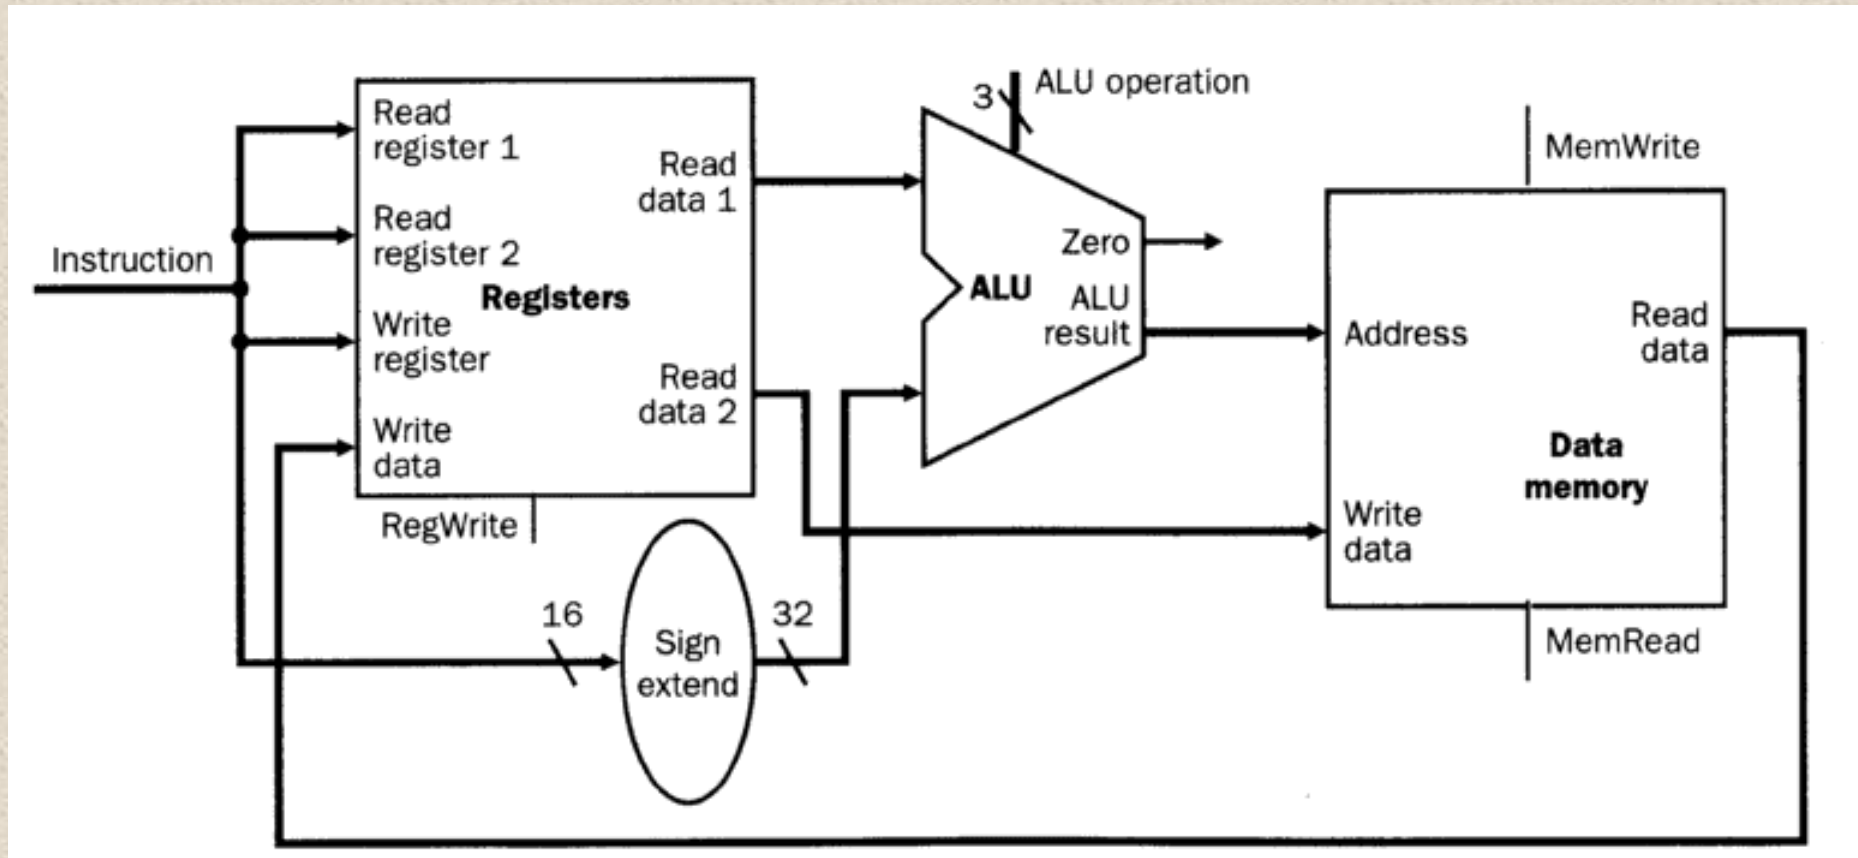 Instruction
Read
register 1
Read
register 2
Registers
Write
register
Write
data
Read
data 1
Read
data 2
RegWrite
16
Sign
extend
32
3
ALU operation
Zero
ALU
ALU
result
MemWrite
Address
Read
data
Data
memory
Write
data
MemRead